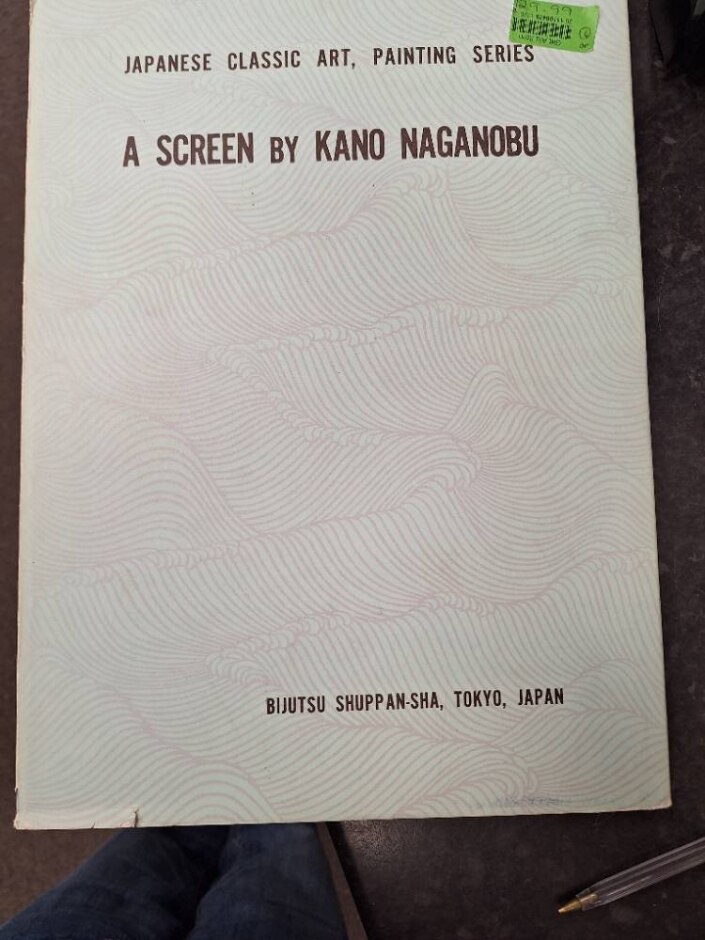 JAPANESE CLASSIC ART, PAINTING SERIES
A SCREEN BY KANO NAGANOBU
BIJUTSU SHUPPAN-SHA, TOKYO, JAPAN